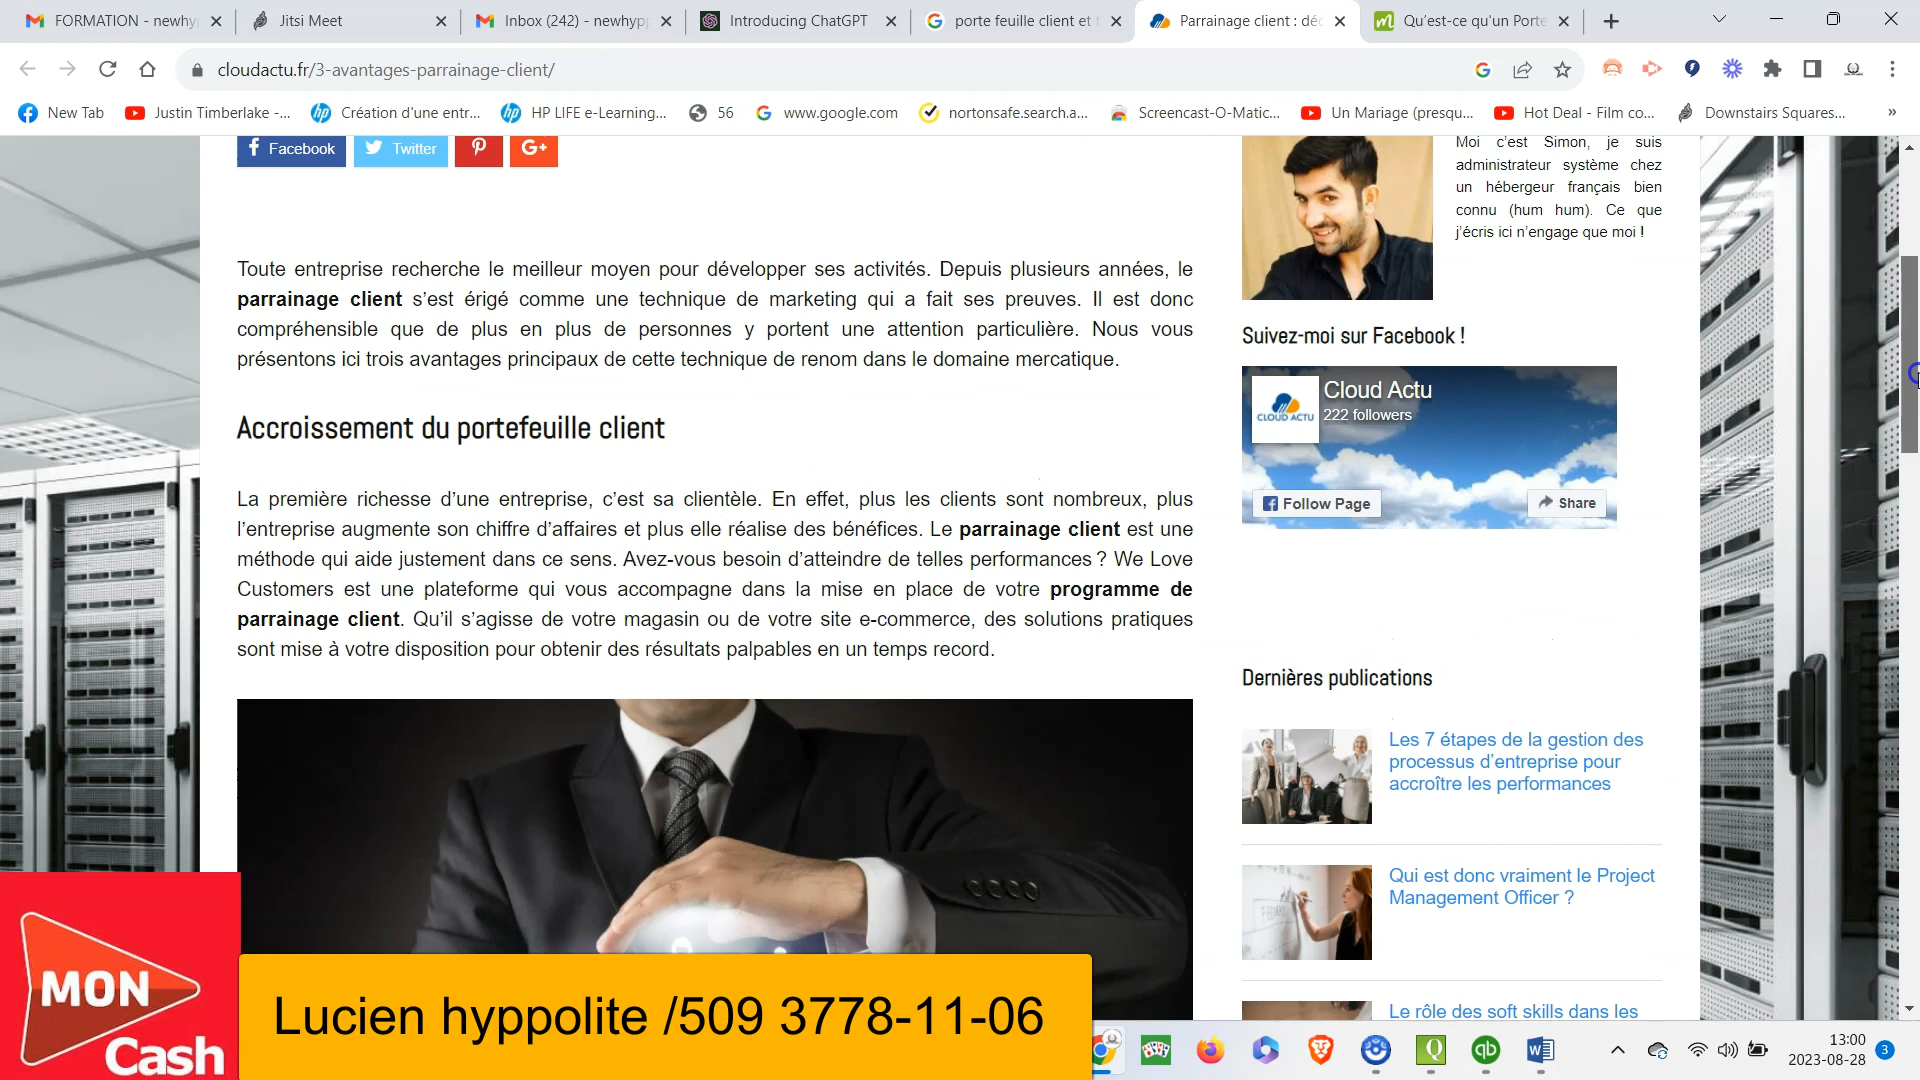 FORMATION - newhy
Jitsi Meet
Inbox (242) - newhypp
Introducing ChatGPT
porte feuille client et f
Parrainage client : déc
Qu'est-ce qu'un Porte
cloudactu.fr/3-avantages-parrainage-client/
New Tab
Justin Timberlake -...
Création d'une entr...
HP LIFE e-Learning...
56
www.google.com
nortonsafe.search.a...
Screencast-O-Matic...
Un Mariage (presqu...
Hot Deal - Film co...
Downstairs Squares...
»
Facebook
Twitter
G+
Toute entreprise recherche le meilleur moyen pour développer ses activités. Depuis plusieurs années, le
parrainage client s'est érigé comme une technique de marketing qui a fait ses preuves. Il est donc
compréhensible que de plus en plus de personnes y portent une attention particulière. Nous vous
présentons ici trois avantages principaux de cette technique de renom dans le domaine mercatique.
Accroissement du portefeuille client
La première richesse d'une entreprise, c'est sa clientèle. En effet, plus les clients sont nombreux, plus
l'entreprise augmente son chiffre d'affaires et plus elle réalise des bénéfices. Le parrainage client est une
méthode qui aide justement dans ce sens. Avez-vous besoin d'atteindre de telles performances ? We Love
Customers est une plateforme qui vous accompagne dans la mise en place de votre programme de
parrainage client. Qu'il s'agisse de votre magasin ou de votre site e-commerce, des solutions pratiques
sont mise à votre disposition pour obtenir des résultats palpables en un temps record.
Moi c'est Simon, je suis
administrateur système chez
un hébergeur français bien
connu (hum hum). Ce que
j'écris ici n'engage que moi !
Suivez-moi sur Facebook !
CLOUD ACTU
Cloud Actu
222 followers
Follow Page
Share
Dernières publications
Les 7 étapes de la gestion des
processus d'entreprise pour
accroître les performances
Qui est donc vraiment le Project
Management Officer ?
Le rôle des soft skills dans les
MON
Cash
Lucien hyppolite /509 3778-11-06
13:00
2023-08-28
3